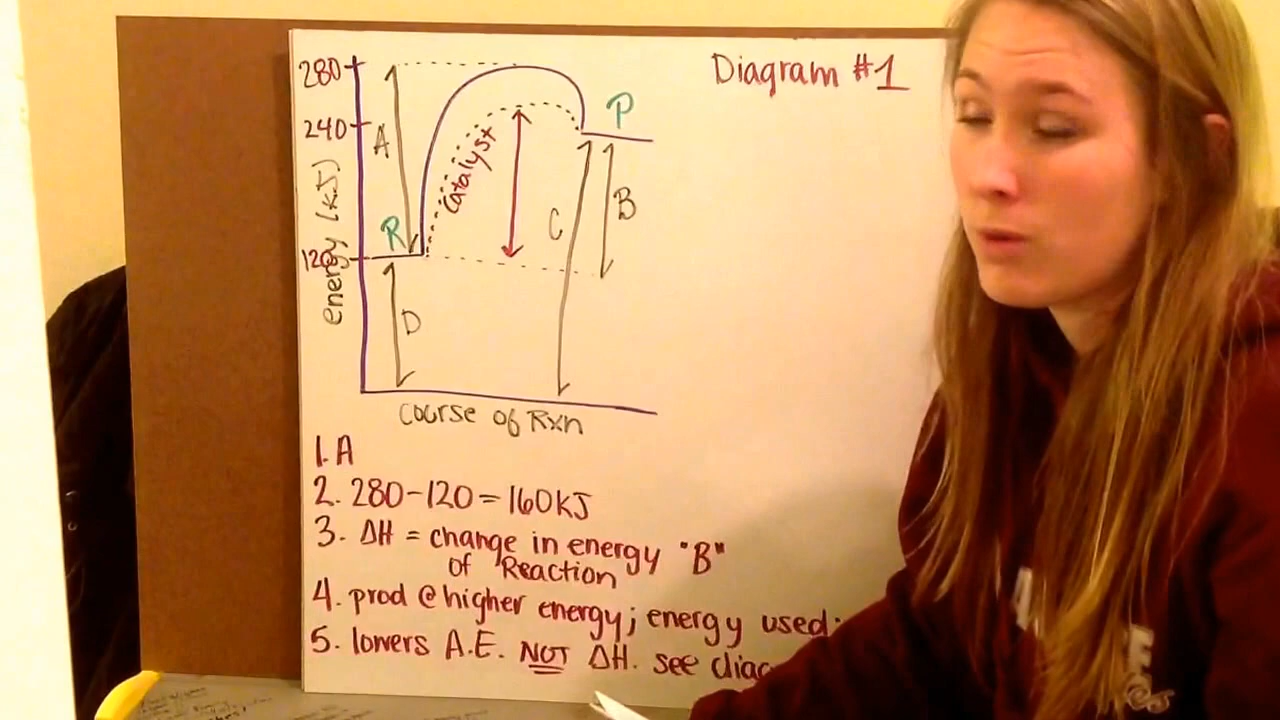 Diagram #1
280
240
120
energy (kJ)
A
R
D
catalyst
C
B
P
course of Rxn
1. A
2. 280-120 = 160KJ
3. ΔH = change in energy "B"
of Reaction
4. prod @ higher energy; energy used
5. lowers A.E. NOT ΔH. see